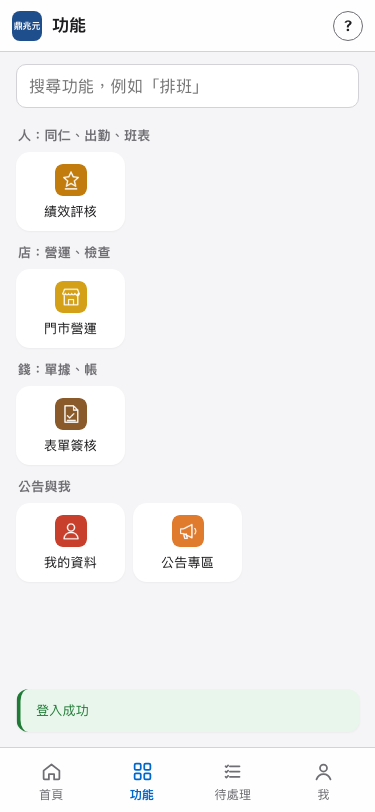 鼎兆元
功能
?
搜尋功能，例如「排班」
人：同仁、出勤、班表
績效評核
店：營運、檢查
門市營運
錢：單據、帳
表單簽核
公告與我
我的資料
公告專區
登入成功
首頁
功能
待處理
我